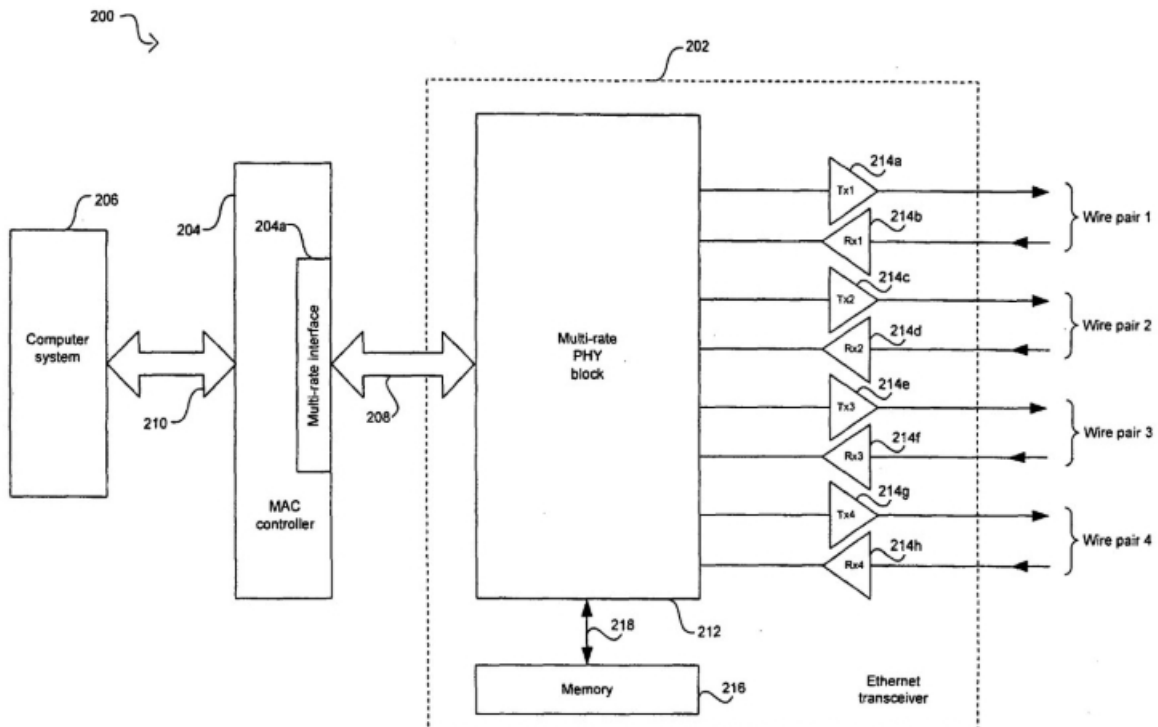 200
202
206
204
204a
Computer
system
210
Multi-rate interface
MAC
controller
208
Multi-rate
PHY
block
212
218
Memory
216
Ethernet
transceiver
Tx1
214a
Rx1
214b
Wire pair 1
Tx2
214c
Rx2
214d
Wire pair 2
Tx3
214e
Rx3
214f
Wire pair 3
Tx4
214g
Rx4
214h
Wire pair 4